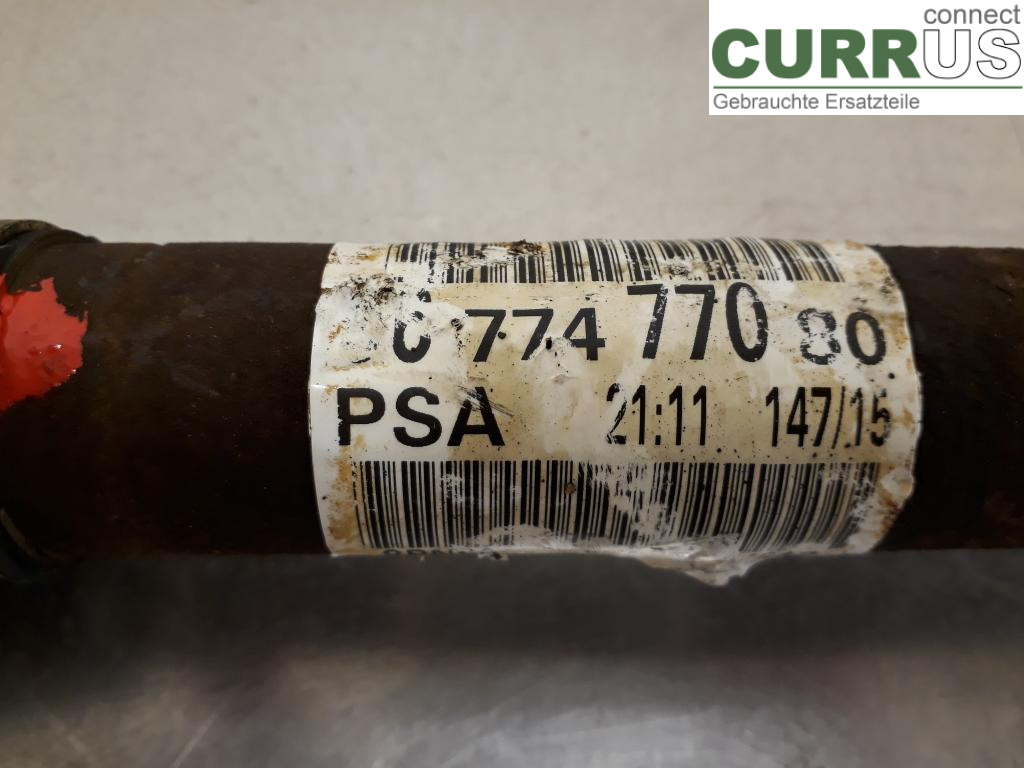 connect
CURRUS
Gebrauchte Ersatzteile
774 770 80
PSA 21:11 147/15